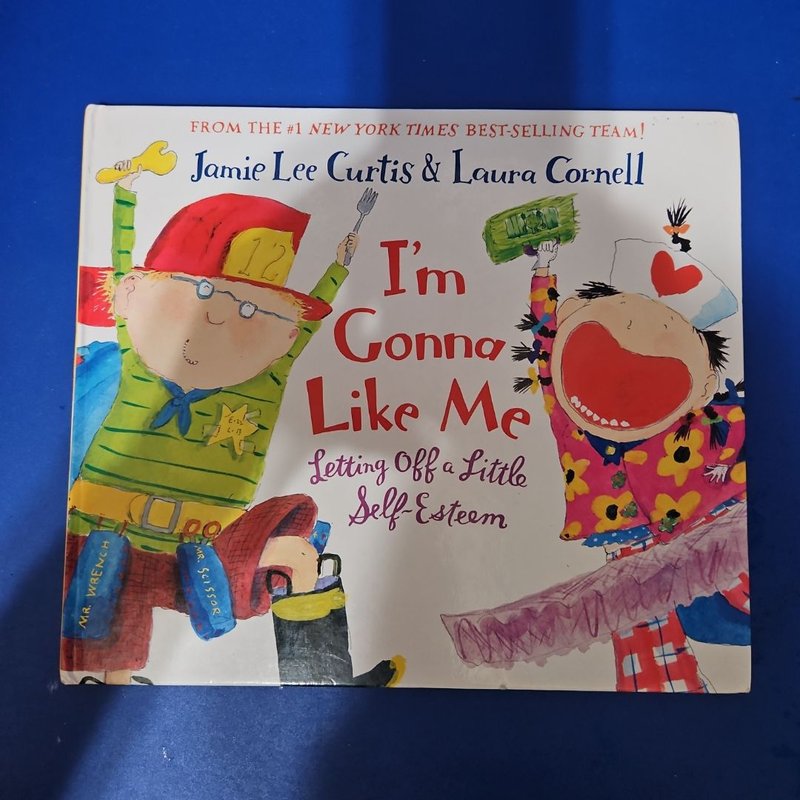 FROM THE #1 NEW YORK TIMES BEST-SELLING TEAM!
Jamie Lee Curtis & Laura Cornell
12
I'm
Gonna
Like Me
Letting Off a Little
Self-Esteem
MR. WRENCH
MR. SCISSOR